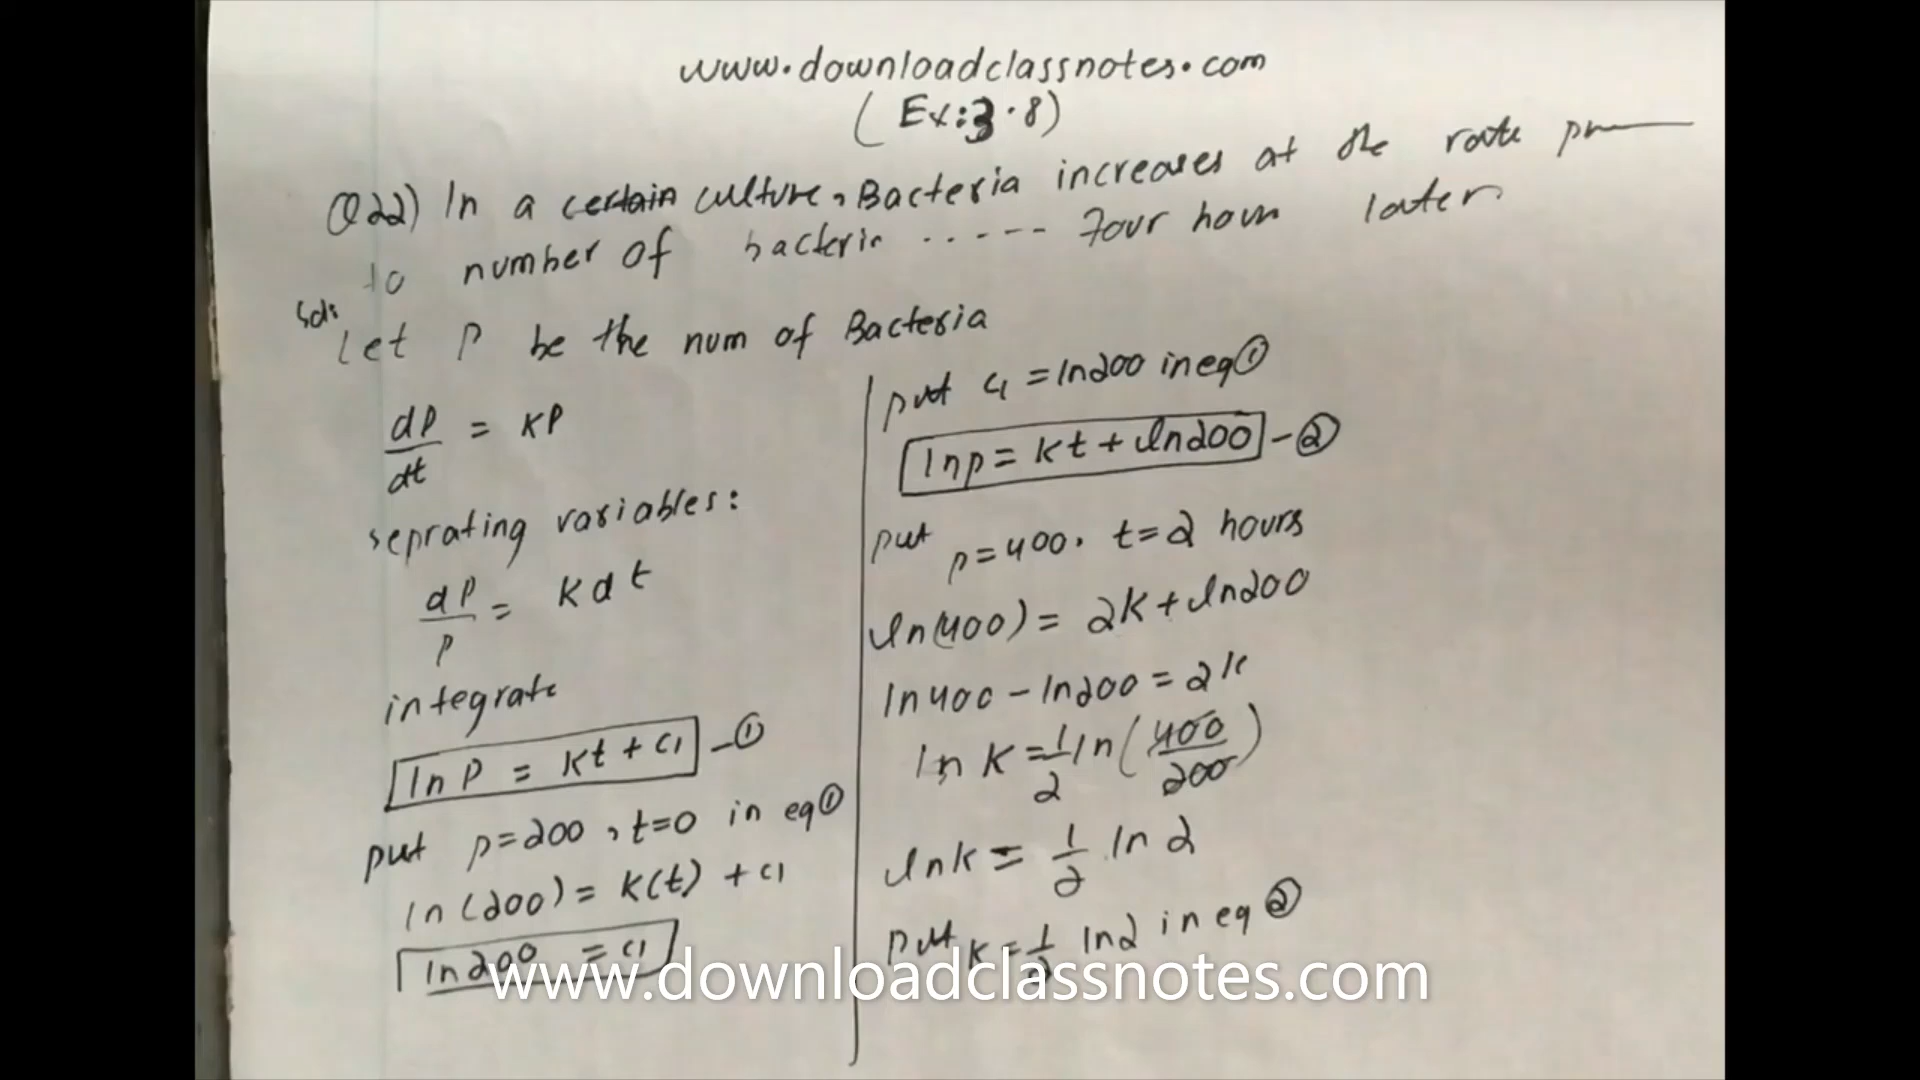 www.downloadclassnotes.com
(Ex:3.8)
Q22) In a certain culture, Bacteria increases at the rate
to number of bacteria ..... Four hour later.
Sol:
Let P be the num of Bacteria
dP/dt = KP
seprating variables:
dP/P = Kdt
integrate
ln P = Kt + c1 -①
put p=200, t=0 in eq①
ln(200) = K(t) + c1
ln200 = c1
put c1 = ln200 in eq①
lnp = Kt + ln200 -②
put p=400. t=2 hours
ln(400) = 2K + ln200
ln400 - ln200 = 2K
ln K = 1/2 ln(400/200)
lnk = 1/2 ln 2
put K = 1/2 ln2 in eq②
www.downloadclassnotes.com